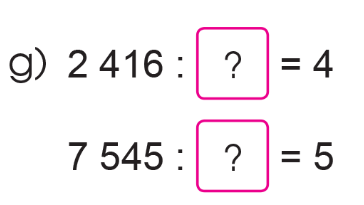 g) 2 416 : ? = 4
7 545 : ? = 5